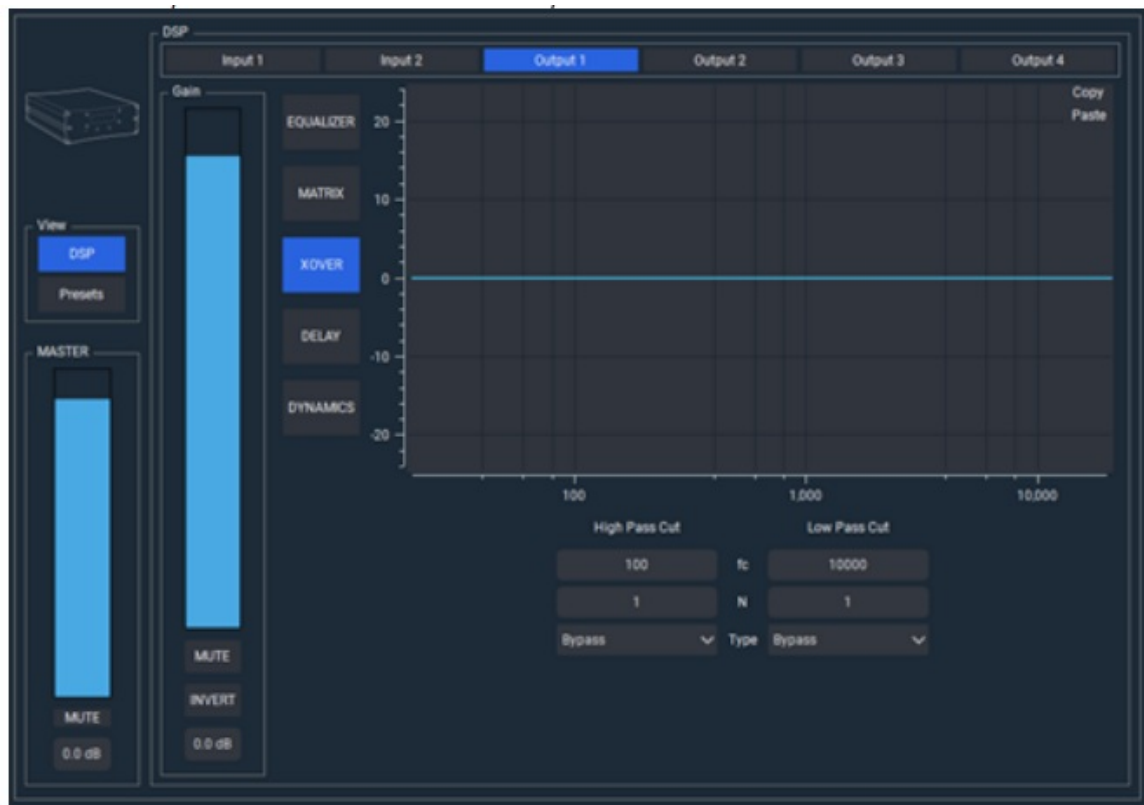 DSP
Input 1
Input 2
Output 1
Output 2
Output 3
Output 4
Gain
EQUALIZER
MATRIX
XOVER
DELAY
DYNAMICS
Copy
Paste
20
10
0
-10
-20
100
1,000
10,000
View
DSP
Presets
MASTER
MUTE
0.0 dB
MUTE
INVERT
0.0 dB
High Pass Cut
Low Pass Cut
100 fc 10000
1 N 1
Bypass Type Bypass